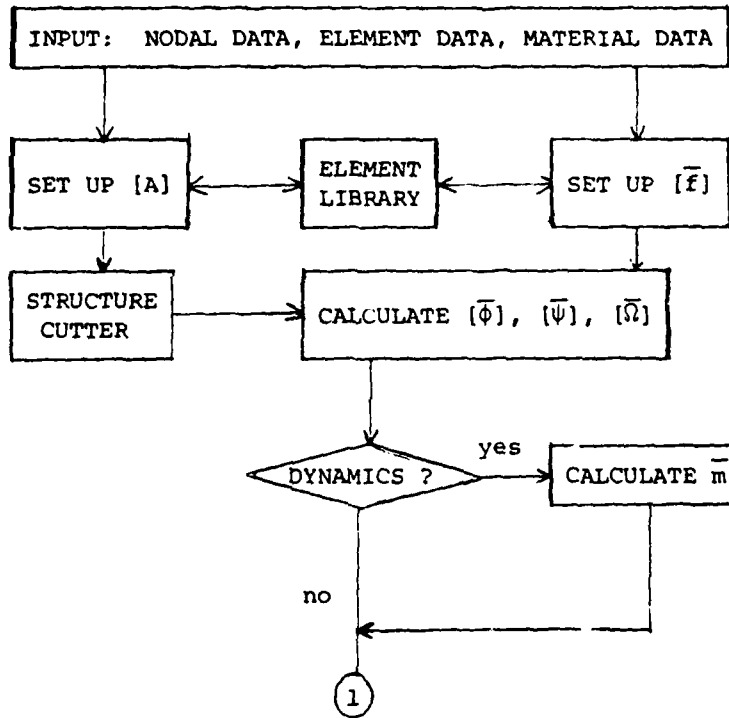 INPUT: NODAL DATA, ELEMENT DATA, MATERIAL DATA
SET UP [A]
ELEMENT
LIBRARY
SET UP [f̅]
STRUCTURE
CUTTER
CALCULATE [ϕ̅], [ψ̅], [Ω̅]
DYNAMICS ?
yes
CALCULATE m̅
no
1